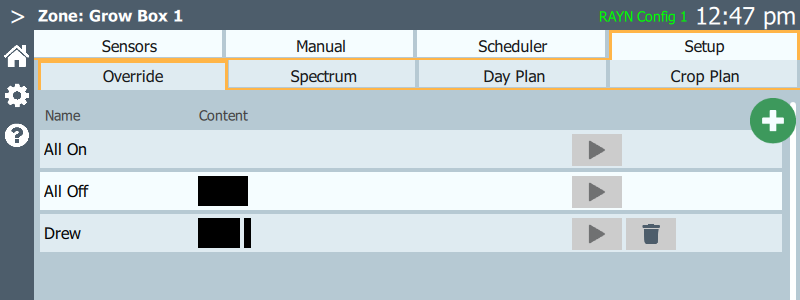 > Zone: Grow Box 1 RAYN Config 1 12:47 pm
Sensors Manual Scheduler Setup
Override Spectrum Day Plan Crop Plan
Name Content
All On
All Off
Drew